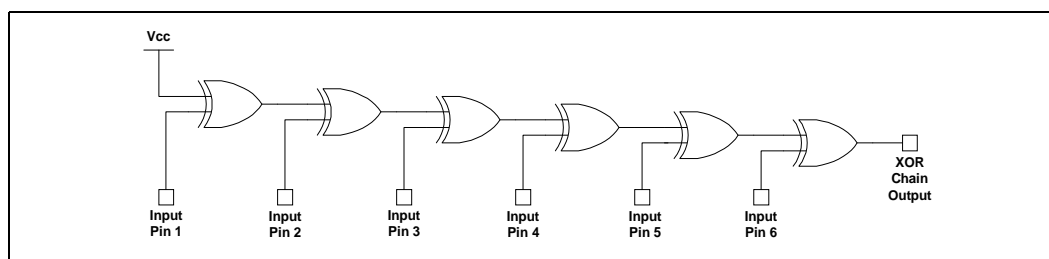 Vcc
XOR
Chain
Output
Input
Pin 1
Input
Pin 2
Input
Pin 3
Input
Pin 4
Input
Pin 5
Input
Pin 6